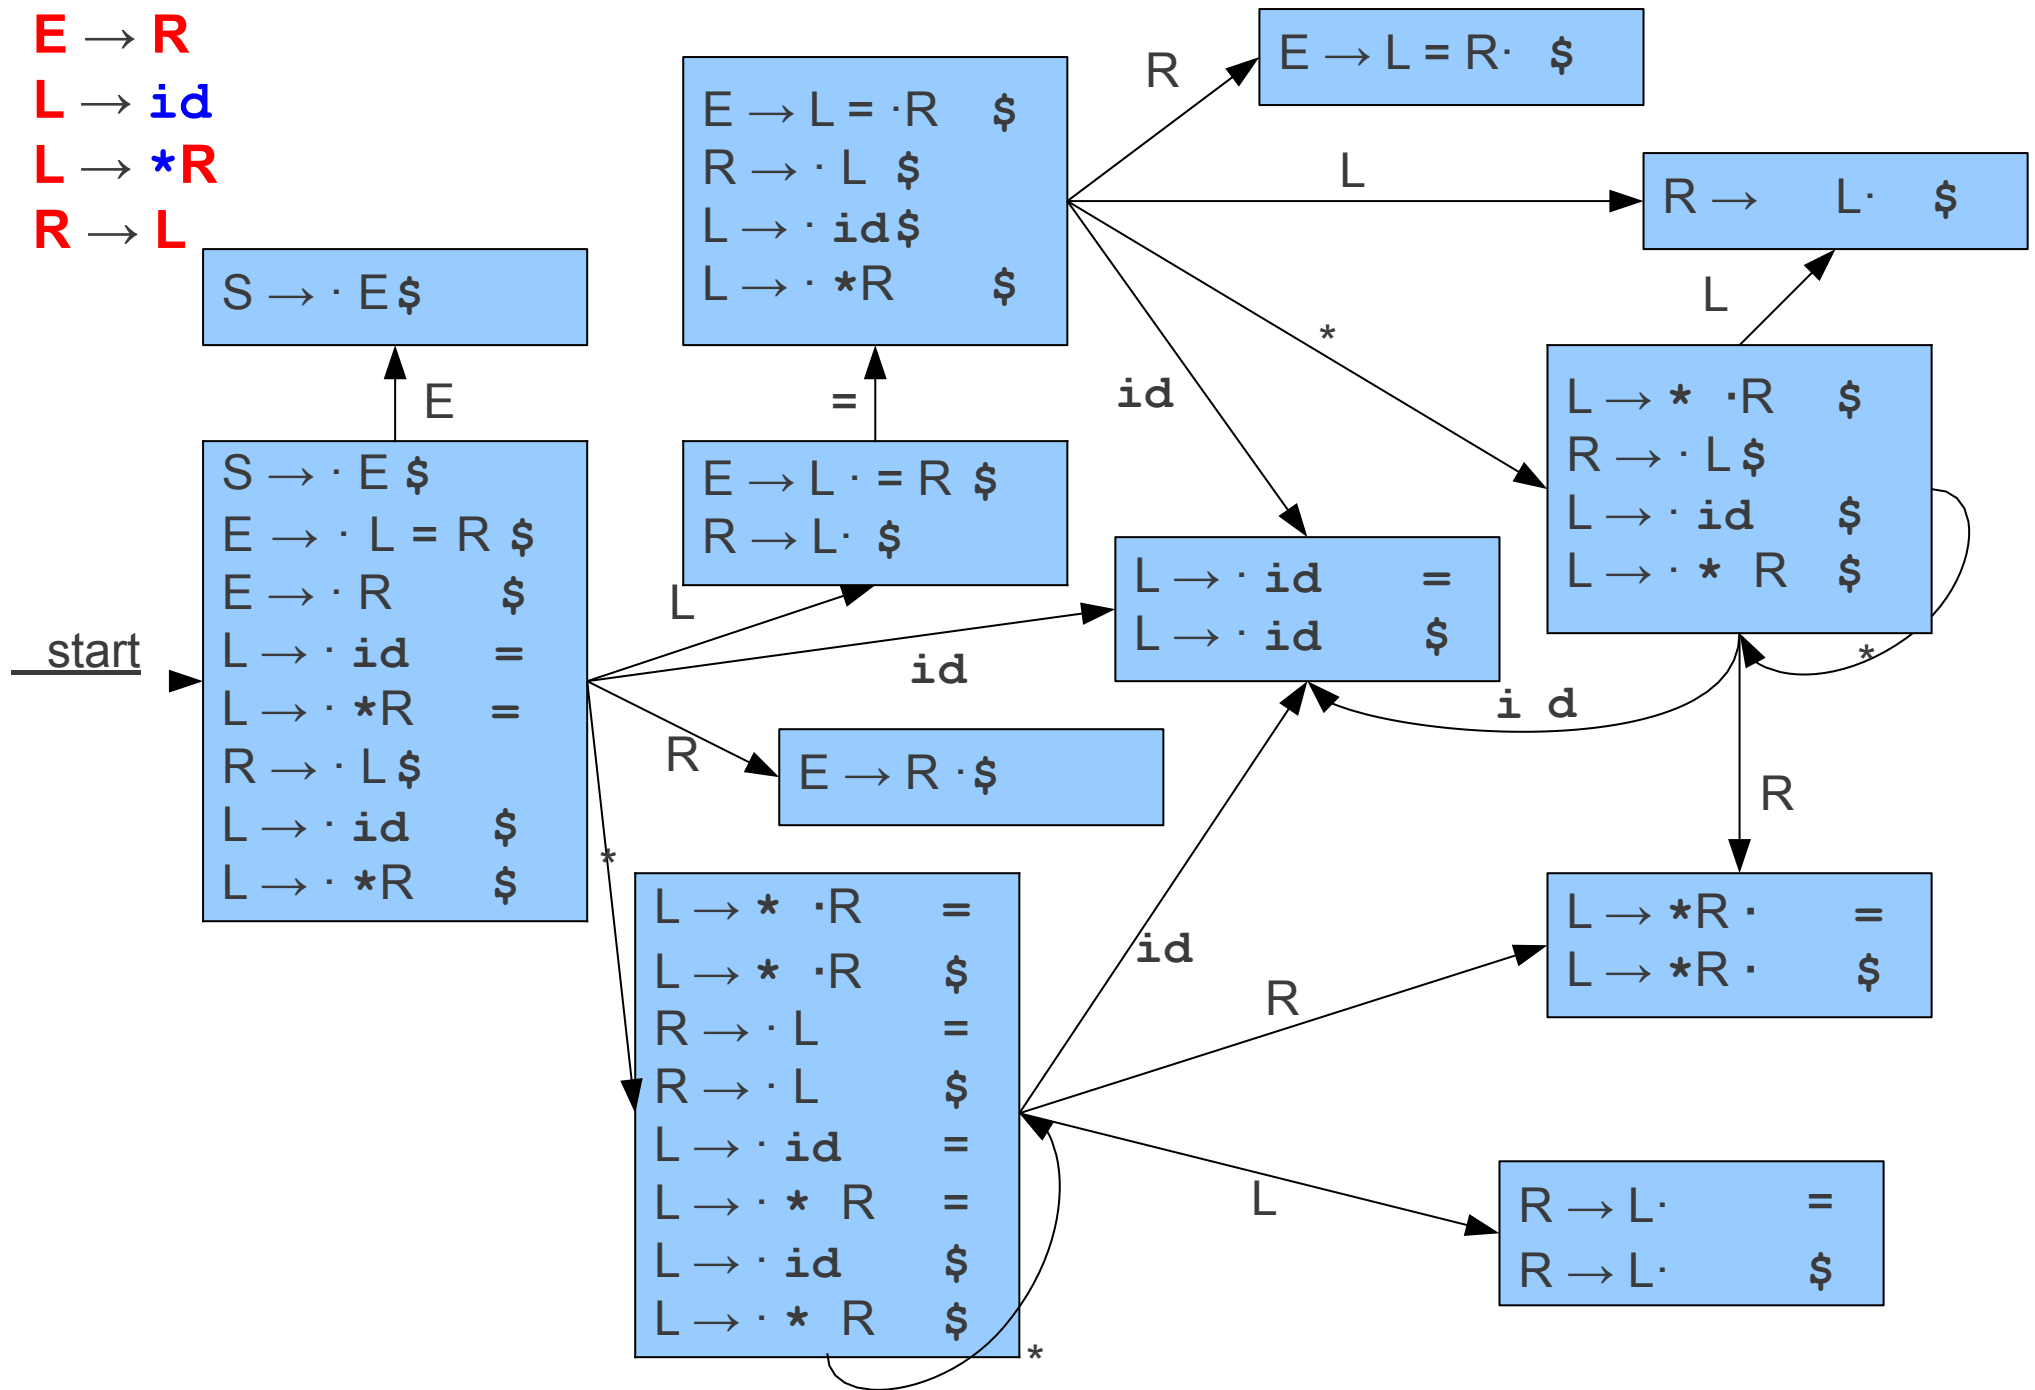 E → R
L → id
L → *R
R → L
S → · E $
E
start
S → · E $
E → · L = R $
E → · R $
L → · id =
L → · *R =
R → · L $
L → · id $
L → · *R $
E → L = ·R $
R → · L $
L → · id $
L → · *R $
=
E → L · = R $
R → L· $
L
id
R
*
E → R · $
R
E → L = R· $
L
R → L· $
L
*
id
L → * ·R $
R → · L $
L → · id $
L → · * R $
*
L → · id =
L → · id $
i d
R
L → * ·R =
L → * ·R $
R → · L =
R → · L $
L → · id =
L → · * R =
L → · id $
L → · * R $
*
id
R
L
L → *R · =
L → *R · $
R → L· =
R → L· $